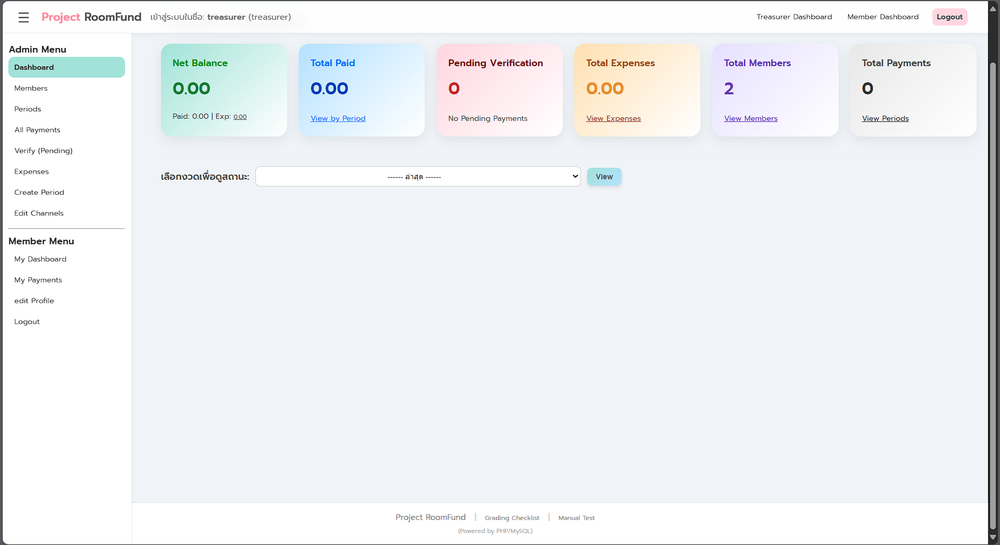 Project RoomFund เข้าสู่ระบบในชื่อ: treasurer (treasurer)
Treasurer Dashboard Member Dashboard Logout
Admin Menu
Dashboard
Members
Periods
All Payments
Verify (Pending)
Expenses
Create Period
Edit Channels
Member Menu
My Dashboard
My Payments
edit Profile
Logout
Net Balance
0.00
Paid: 0.00 | Exp: 0.00
Total Paid
0.00
View by Period
Pending Verification
0
No Pending Payments
Total Expenses
0.00
View Expenses
Total Members
2
View Members
Total Payments
0
View Periods
เลือกงวดเพื่อดูสถานะ: ------ ล่าสุด ------ View
Project RoomFund | Grading Checklist | Manual Test
(Powered by PHP/MySQL)